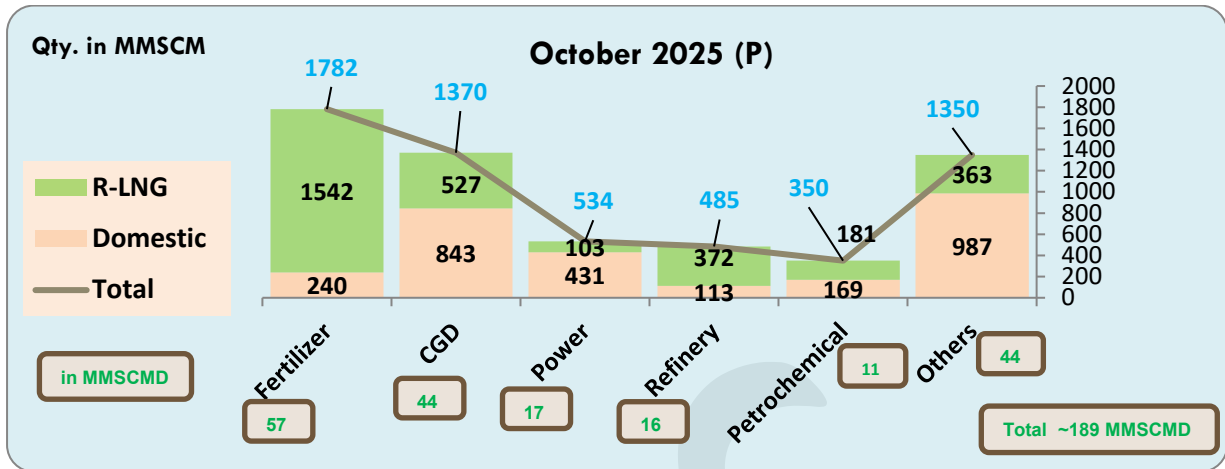 Qty. in MMSCM
October 2025 (P)
1782
1370
534
485
350
1350
R-LNG
Domestic
Total
1542
240
527
843
103
431
372
113
181
169
363
987
2000
1800
1600
1400
1200
1000
800
600
400
200
0
Fertilizer
CGD
Power
Refinery
Petrochemical
Others
in MMSCMD
57
44
17
16
11
44
Total ~189 MMSCMD